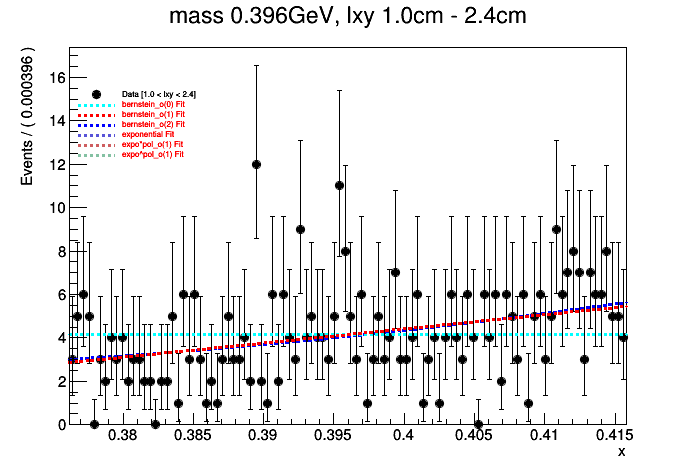 mass 0.396GeV, lxy 1.0cm - 2.4cm
Events / ( 0.000396 )
16
14
12
10
8
6
4
2
0
Data [1.0 < lxy < 2.4]
bernstein_o(0) Fit
bernstein_o(1) Fit
bernstein_o(2) Fit
exponential Fit
expo*pol_o(1) Fit
expo^pol_o(1) Fit
0.38 0.385 0.39 0.395 0.4 0.405 0.41 0.415
x